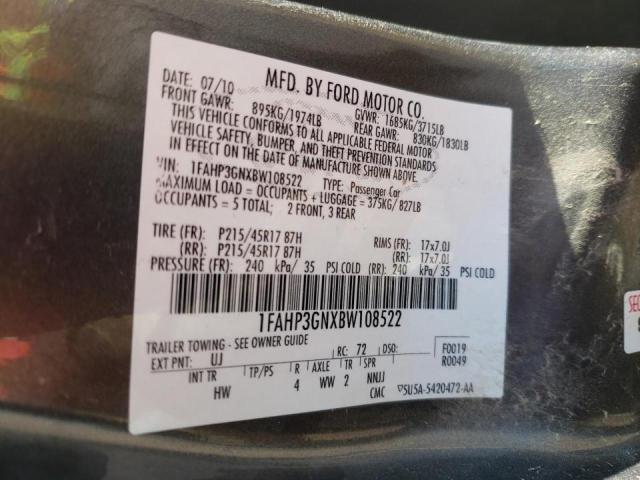 MFD. BY FORD MOTOR CO.
DATE: 07/10
GVWR: 1685KG/3715LB
FRONT GAWR: 895KG/1974LB REAR GAWR: 830KG/1830LB
THIS VEHICLE CONFORMS TO ALL APPLICABLE FEDERAL MOTOR
VEHICLE SAFETY, BUMPER, AND THEFT PREVENTION STANDARDS
IN EFFECT ON THE DATE OF MANUFACTURE SHOWN ABOVE.
VIN: 1FAHP3GNXBW108522 TYPE: Passenger Car
MAXIMUM LOAD = OCCUPANTS + LUGGAGE = 375KG/ 827LB
OCCUPANTS = 5 TOTAL; 2 FRONT, 3 REAR
TIRE (FR): P215/45R17 87H RIMS (FR): 17x7.0J
(RR): P215/45R17 87H (RR): 17x7.0J
PRESSURE (FR): 240 kPa/ 35 PSI COLD (RR): 240 kPa/ 35 PSI COLD
1FAHP3GNXBW108522
TRAILER TOWING - SEE OWNER GUIDE
EXT PNT: UJ RC: 72 DSO: F0019
R0049
INT TR TP/PS R AXLE TR SPR
HW 4 WW 2 NNJJ
CMC ▽5U5A-5420472-AA
1FA
SEC